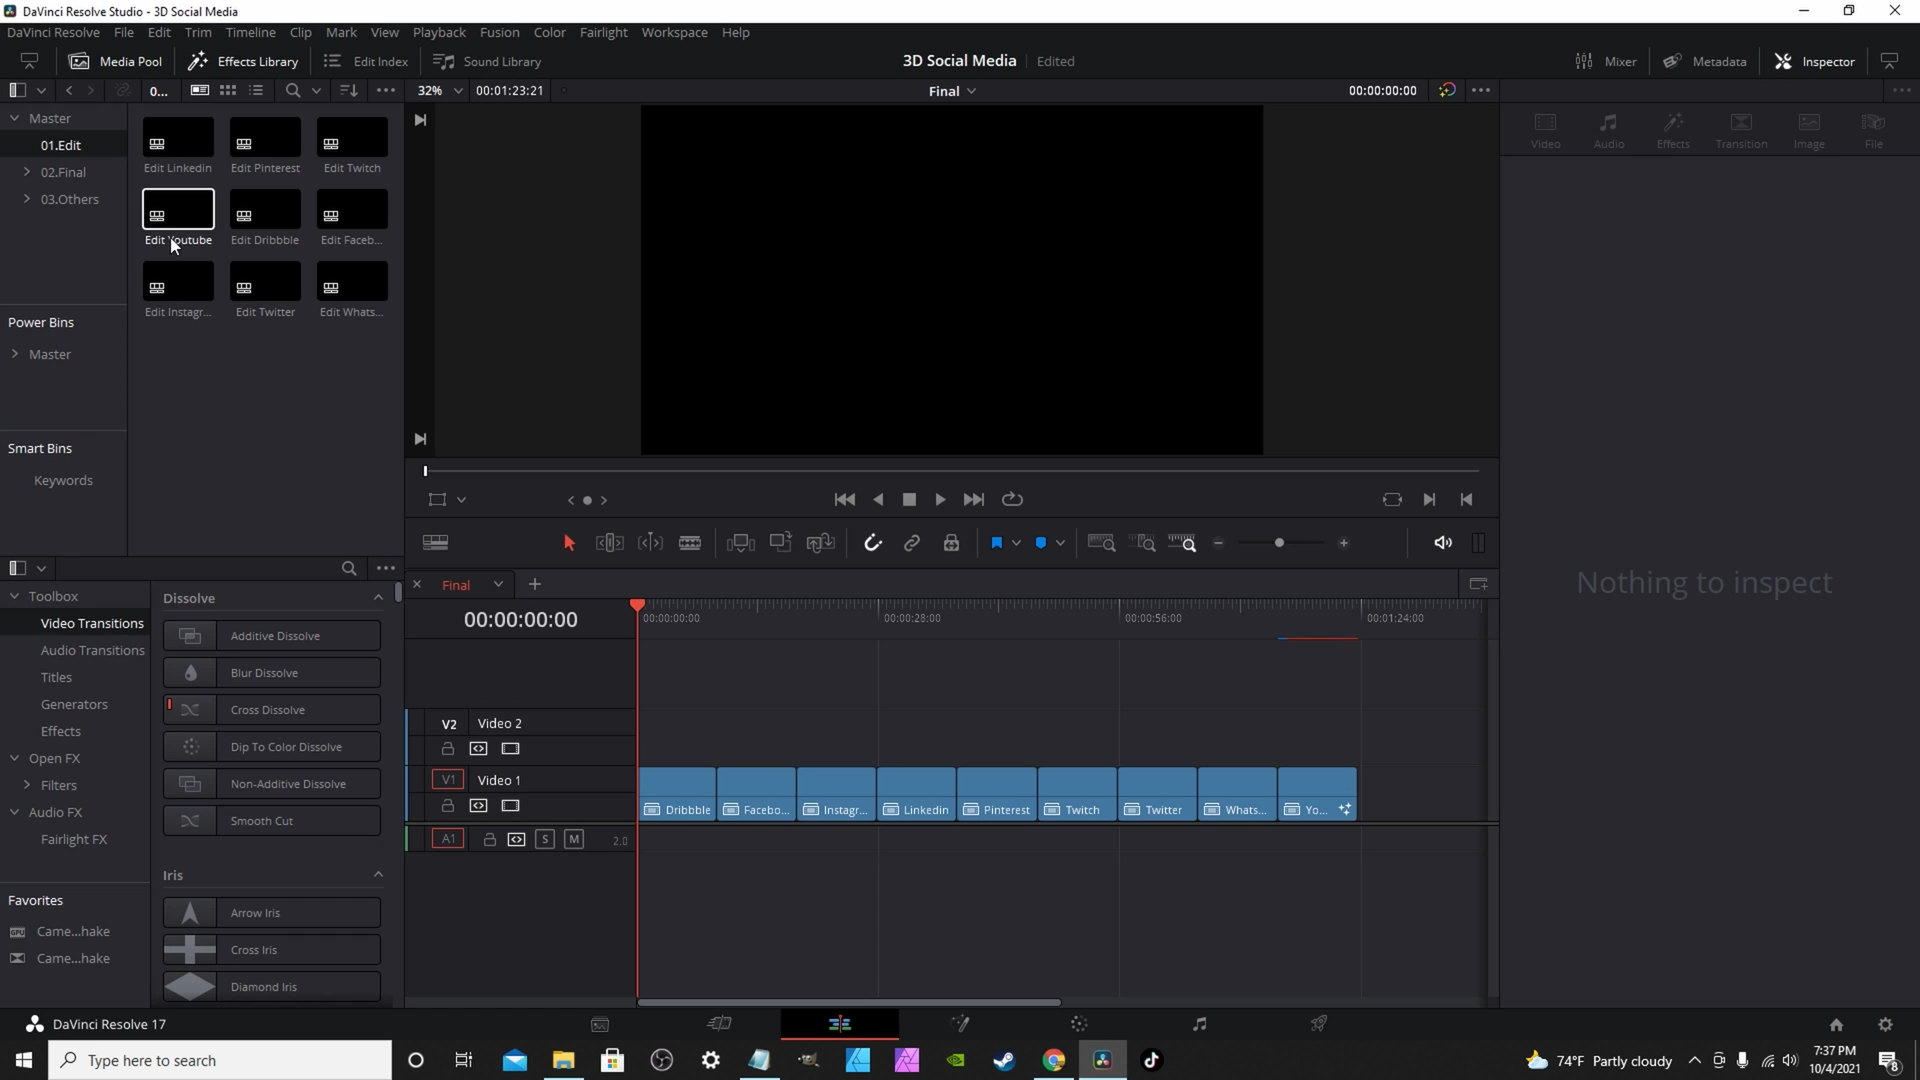 DaVinci Resolve Studio - 3D Social Media
DaVinci Resolve File Edit Trim Timeline Clip Mark View Playback Fusion Color Fairlight Workspace Help
Media Pool Effects Library Edit Index Sound Library 3D Social Media Edited Mixer Metadata Inspector
0... 32% 00:01:23:21 Final 00:00:00:00
Master
01.Edit
02.Final
03.Others
Edit Linkedin Edit Pinterest Edit Twitch
Edit Youtube Edit Dribbble Edit Faceb...
Edit Instagr... Edit Twitter Edit Whats...
Video Audio Effects Transition Image File
Power Bins
Master
Smart Bins
Keywords
Nothing to inspect
Toolbox
Video Transitions
Audio Transitions
Titles
Generators
Effects
Open FX
Filters
Audio FX
Fairlight FX
Favorites
Came...hake
Came...hake
Dissolve
Additive Dissolve
Blur Dissolve
Cross Dissolve
Dip To Color Dissolve
Non-Additive Dissolve
Smooth Cut
Iris
Arrow Iris
Cross Iris
Diamond Iris
Final
00:00:00:00 00:00:00:00 00:00:28:00 00:00:56:00 00:01:24:00
V2 Video 2
V1 Video 1
Dribbble Facebo... Instagr... Linkedin Pinterest Twitch Twitter Whats... Yo...
A1 S M 2.0
DaVinci Resolve 17
Type here to search
74°F Partly cloudy
7:37 PM
10/4/2021
8